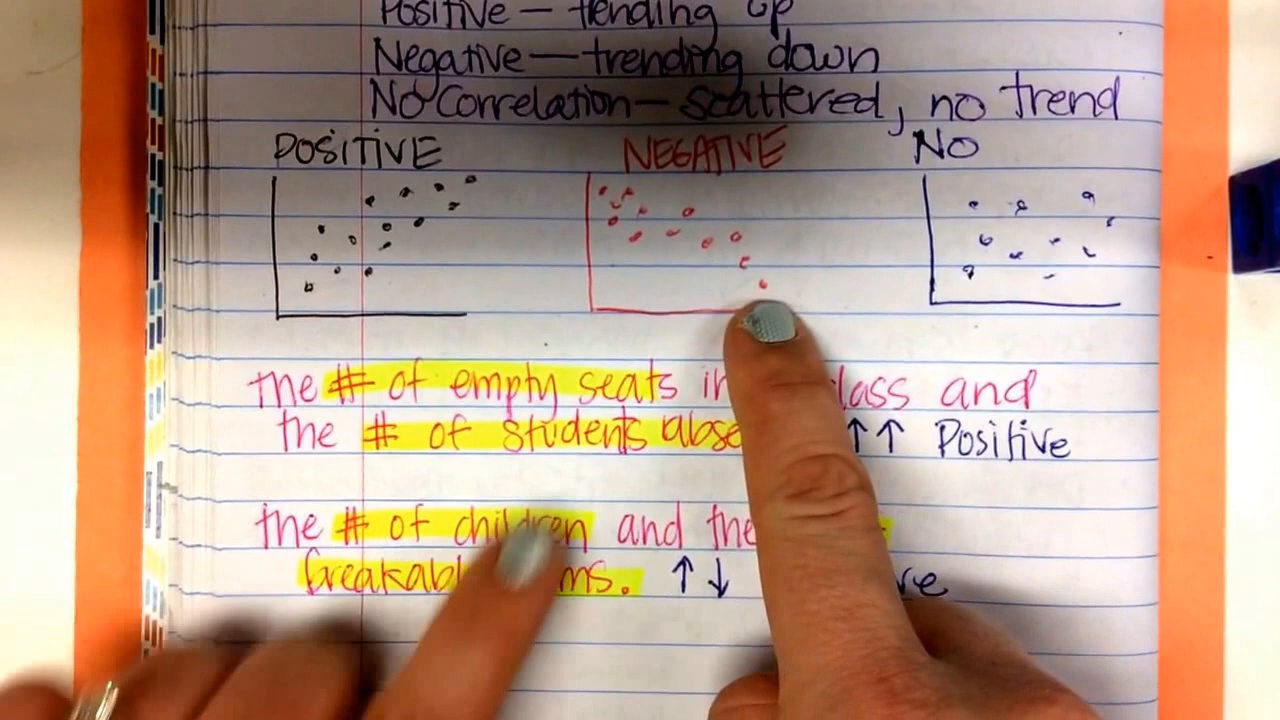 Positive — trending up
Negative — trending down
No Correlation — scattered, no trend
POSITIVE NEGATIVE NO
the # of empty seats in class and
the # of students ↑↑ Positive
the # of children and the
↑↓